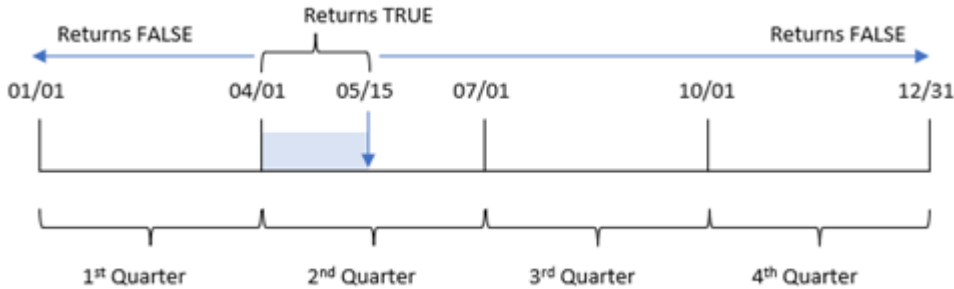 Returns TRUE
Returns FALSE Returns FALSE
01/01 04/01 05/15 07/01 10/01 12/31
1st Quarter 2nd Quarter 3rd Quarter 4th Quarter